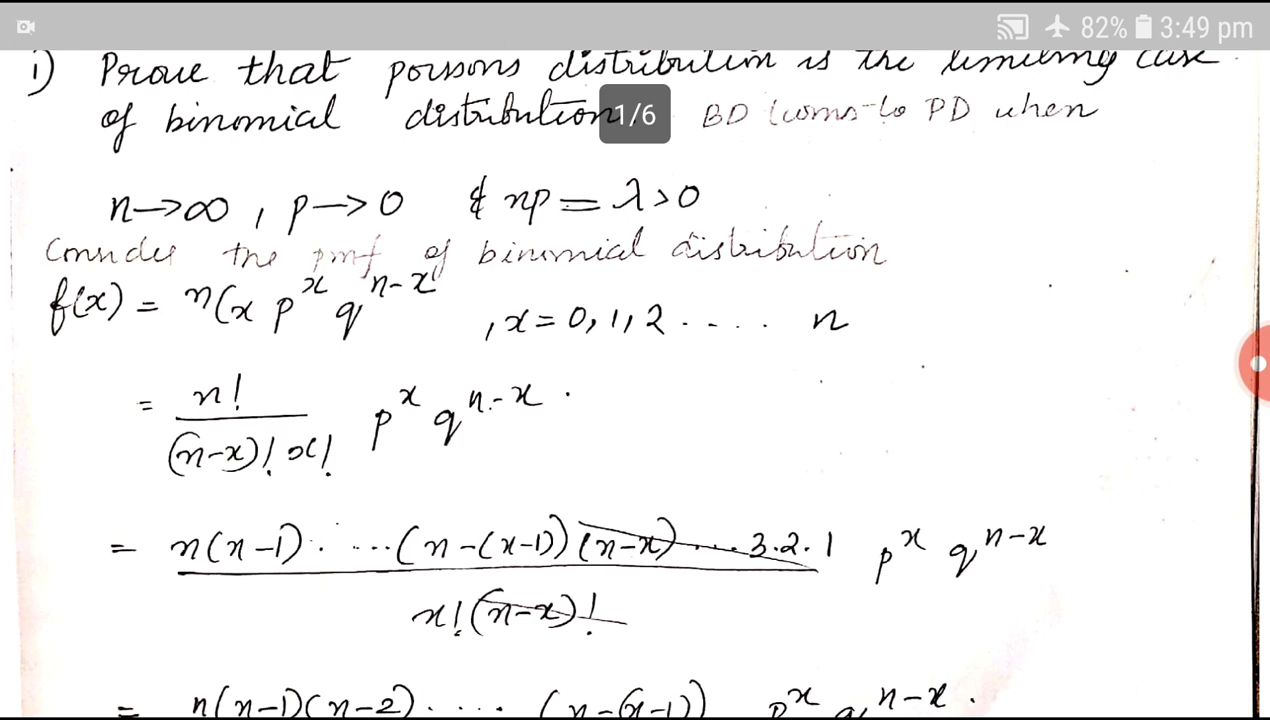 82% 3:49 pm
i) Prove that poissons distribution is the limiting case
of binomial distribution, BD to PD when
1/6
n→∞, p→0 & np = λ>0
Consider the pmf of binomial distribution
f(x) = nCx p^x q^{n-x} , x = 0, 1, 2 .... n
= n! / (n-x)! x! p^x q^{n-x} .
= n(n-1). ...(n-(x-1))(n-x)...3.2.1 / x!(n-x)! p^x q^{n-x}
= n(n-1)(n-2). .... (n-(x-1)) p^x q^{n-x} .